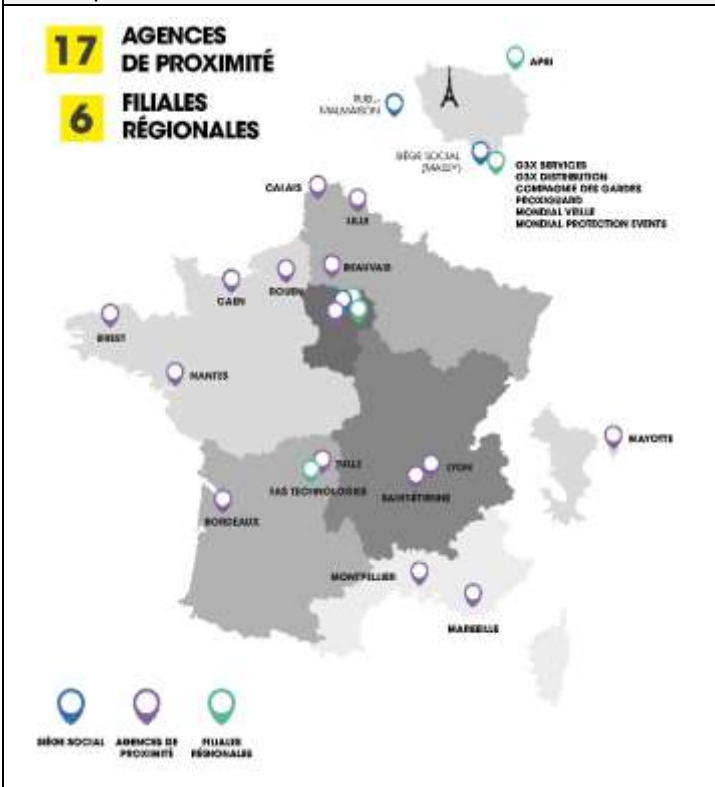 17 AGENCES
DE PROXIMITÉ
6 FILIALES
RÉGIONALES
APRI
RUEIL-
MALMAISON
SIÈGE SOCIAL
(MASSY)
G3X SERVICES
G3X DISTRIBUTION
COMPAGNIE DES GARDES
PROXIGUARD
MONDIAL VEILLE
MONDIAL PROTECTION EVENTS
CALAIS
LILLE
BEAUVAIS
ROUEN
CAEN
BREST
NANTES
MAYOTTE
TULLE
LYON
FAS TECHNOLOGIES
SAINT-ÉTIENNE
BORDEAUX
MONTPELLIER
MARSEILLE
SIÈGE SOCIAL
AGENCES DE
PROXIMITÉ
FILIALES
RÉGIONALES